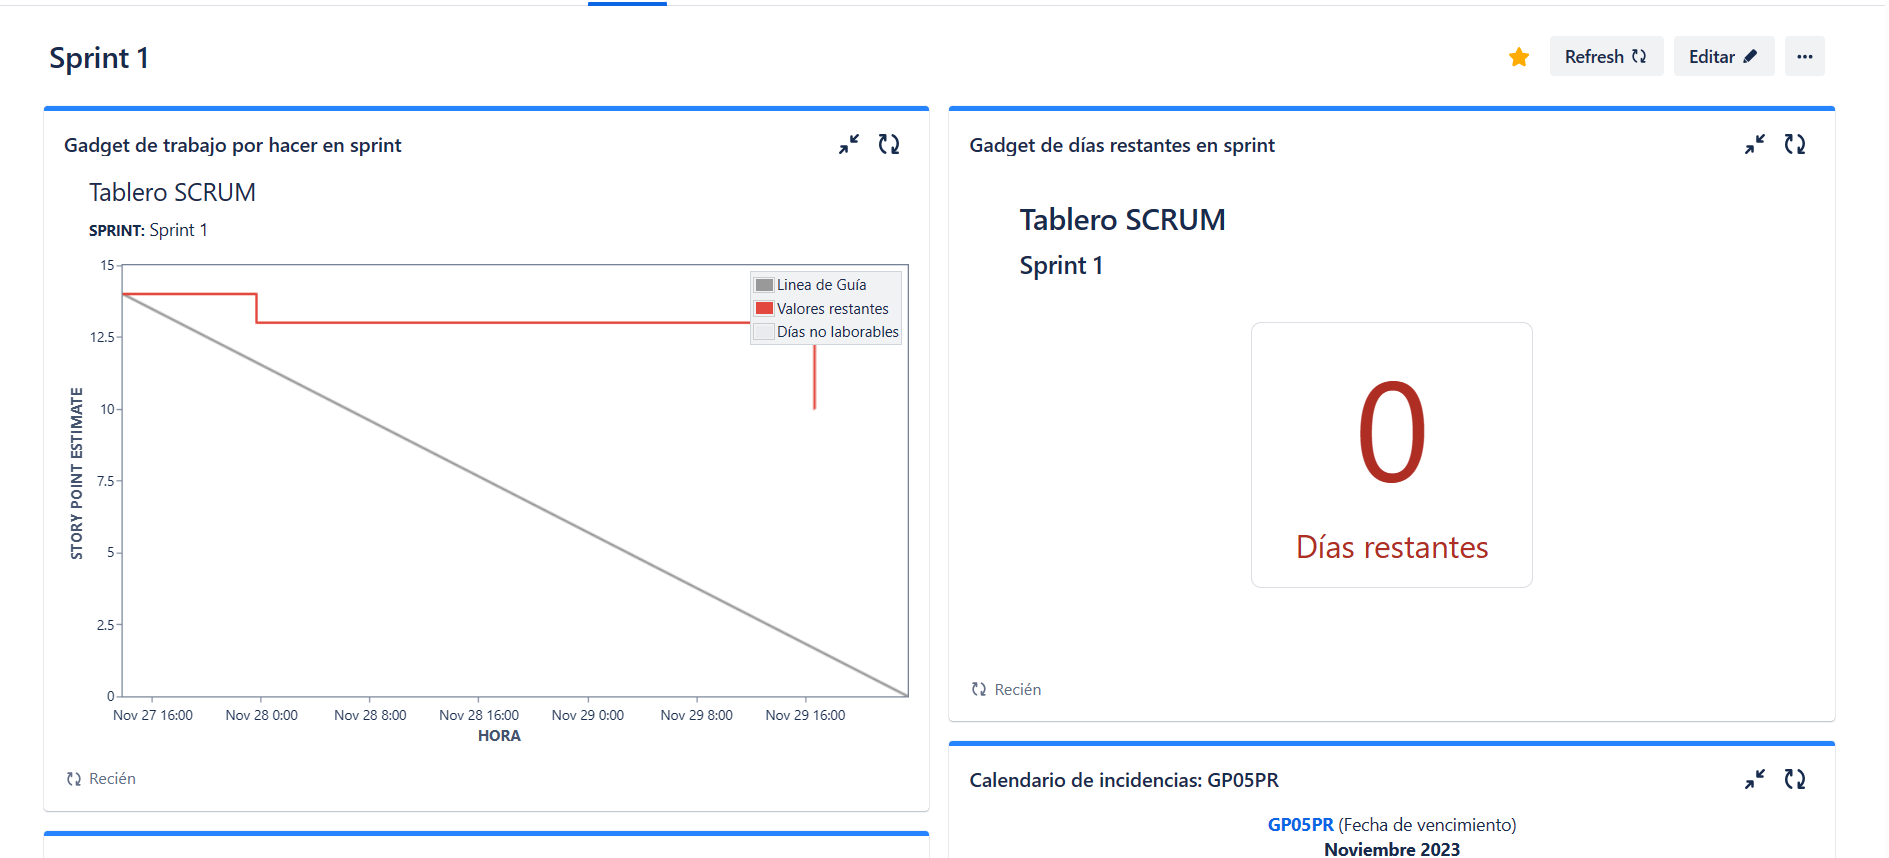 Sprint 1
Refresh
Editar
Gadget de trabajo por hacer en sprint
Tablero SCRUM
SPRINT: Sprint 1
15
12.5
10
7.5
5
2.5
0
STORY POINT ESTIMATE
Linea de Guía
Valores restantes
Días no laborables
Nov 27 16:00
Nov 28 0:00
Nov 28 8:00
Nov 28 16:00
Nov 29 0:00
Nov 29 8:00
Nov 29 16:00
HORA
Recién
Gadget de días restantes en sprint
Tablero SCRUM
Sprint 1
0
Días restantes
Recién
Calendario de incidencias: GP05PR
GP05PR (Fecha de vencimiento)
Noviembre 2023